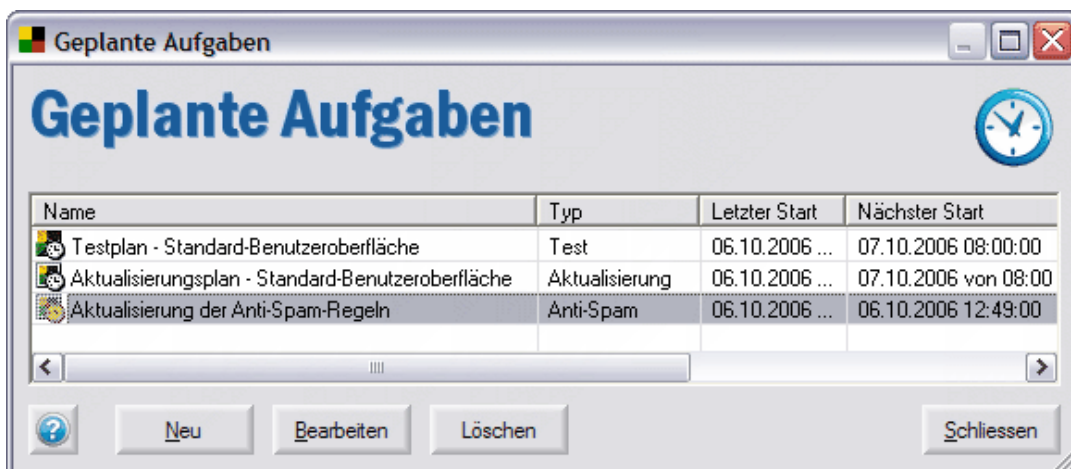 Geplante Aufgaben
Geplante Aufgaben
Name Typ Letzter Start Nächster Start
Testplan - Standard-Benutzeroberfläche Test 06.10.2006 ... 07.10.2006 08:00:00
Aktualisierungsplan - Standard-Benutzeroberfläche Aktualisierung 06.10.2006 ... 07.10.2006 von 08:00
Aktualisierung der Anti-Spam-Regeln Anti-Spam 06.10.2006 ... 06.10.2006 12:49:00
? Neu Bearbeiten Löschen Schliessen